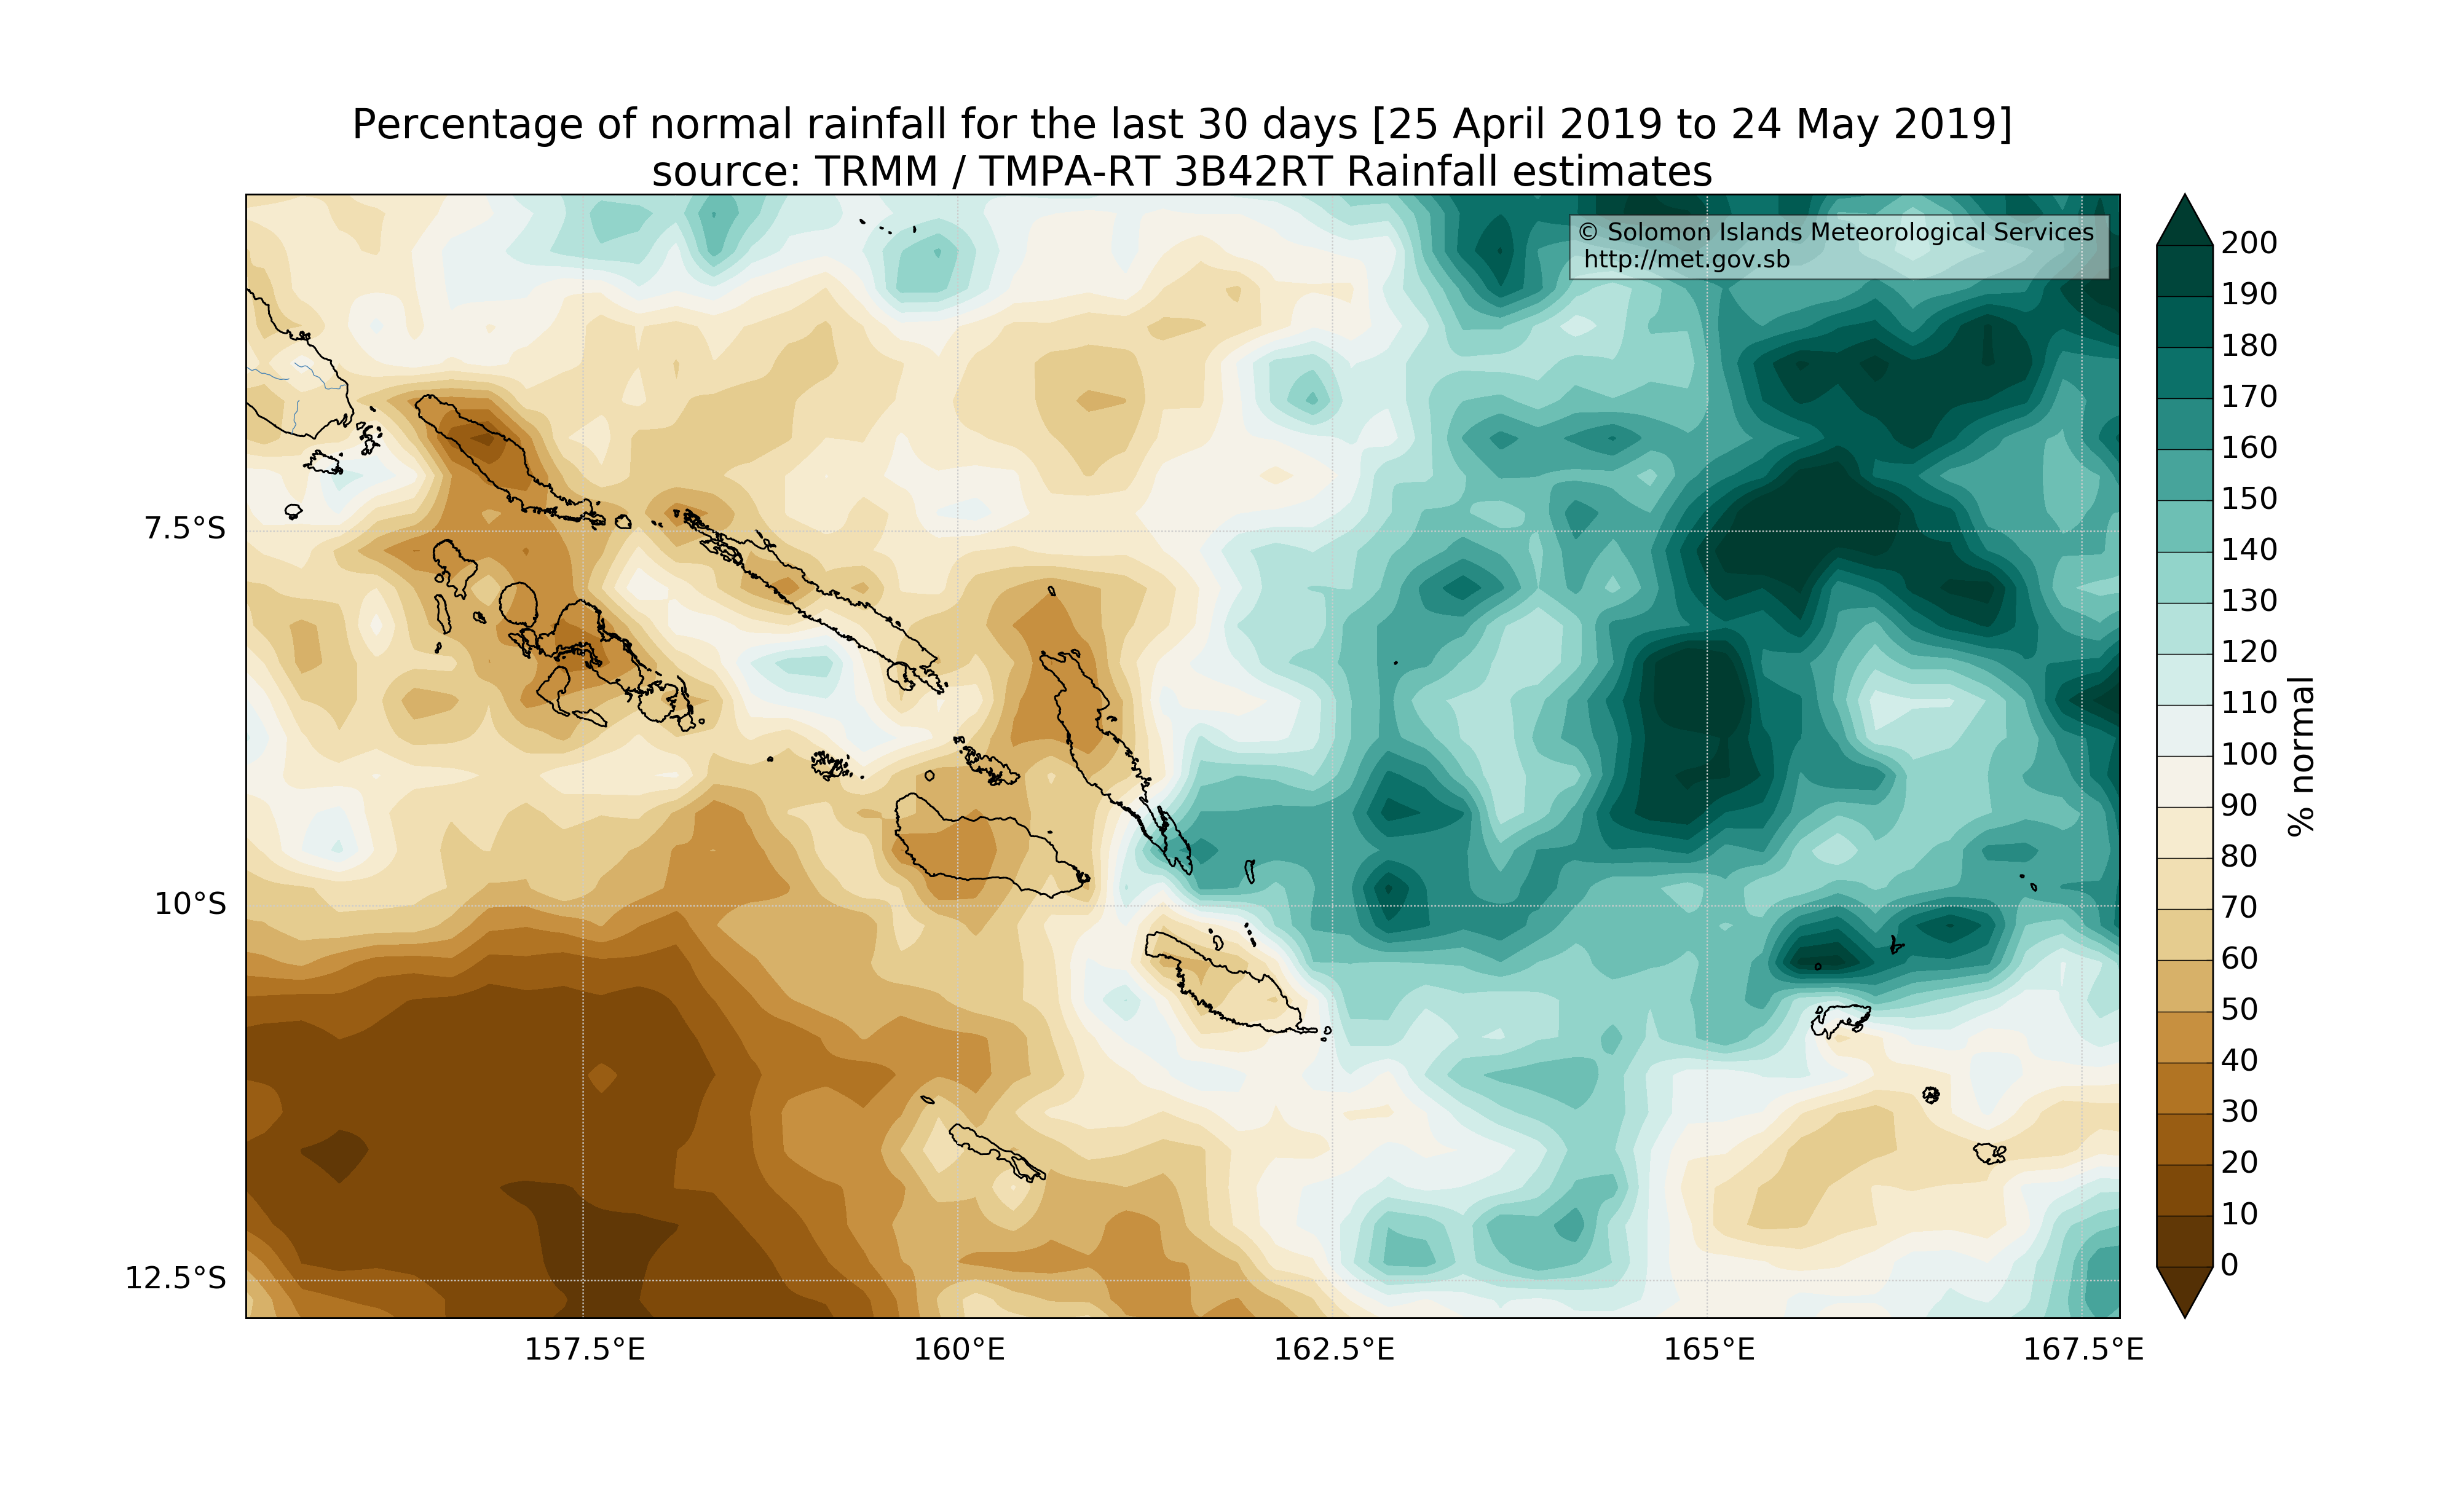 Percentage of normal rainfall for the last 30 days [25 April 2019 to 24 May 2019]
source: TRMM / TMPA-RT 3B42RT Rainfall estimates
© Solomon Islands Meteorological Services
http://met.gov.sb
7.5°S
10°S
12.5°S
157.5°E
160°E
162.5°E
165°E
167.5°E
200
190
180
170
160
150
140
130
120
110
100
90
80
70
60
50
40
30
20
10
0
% normal